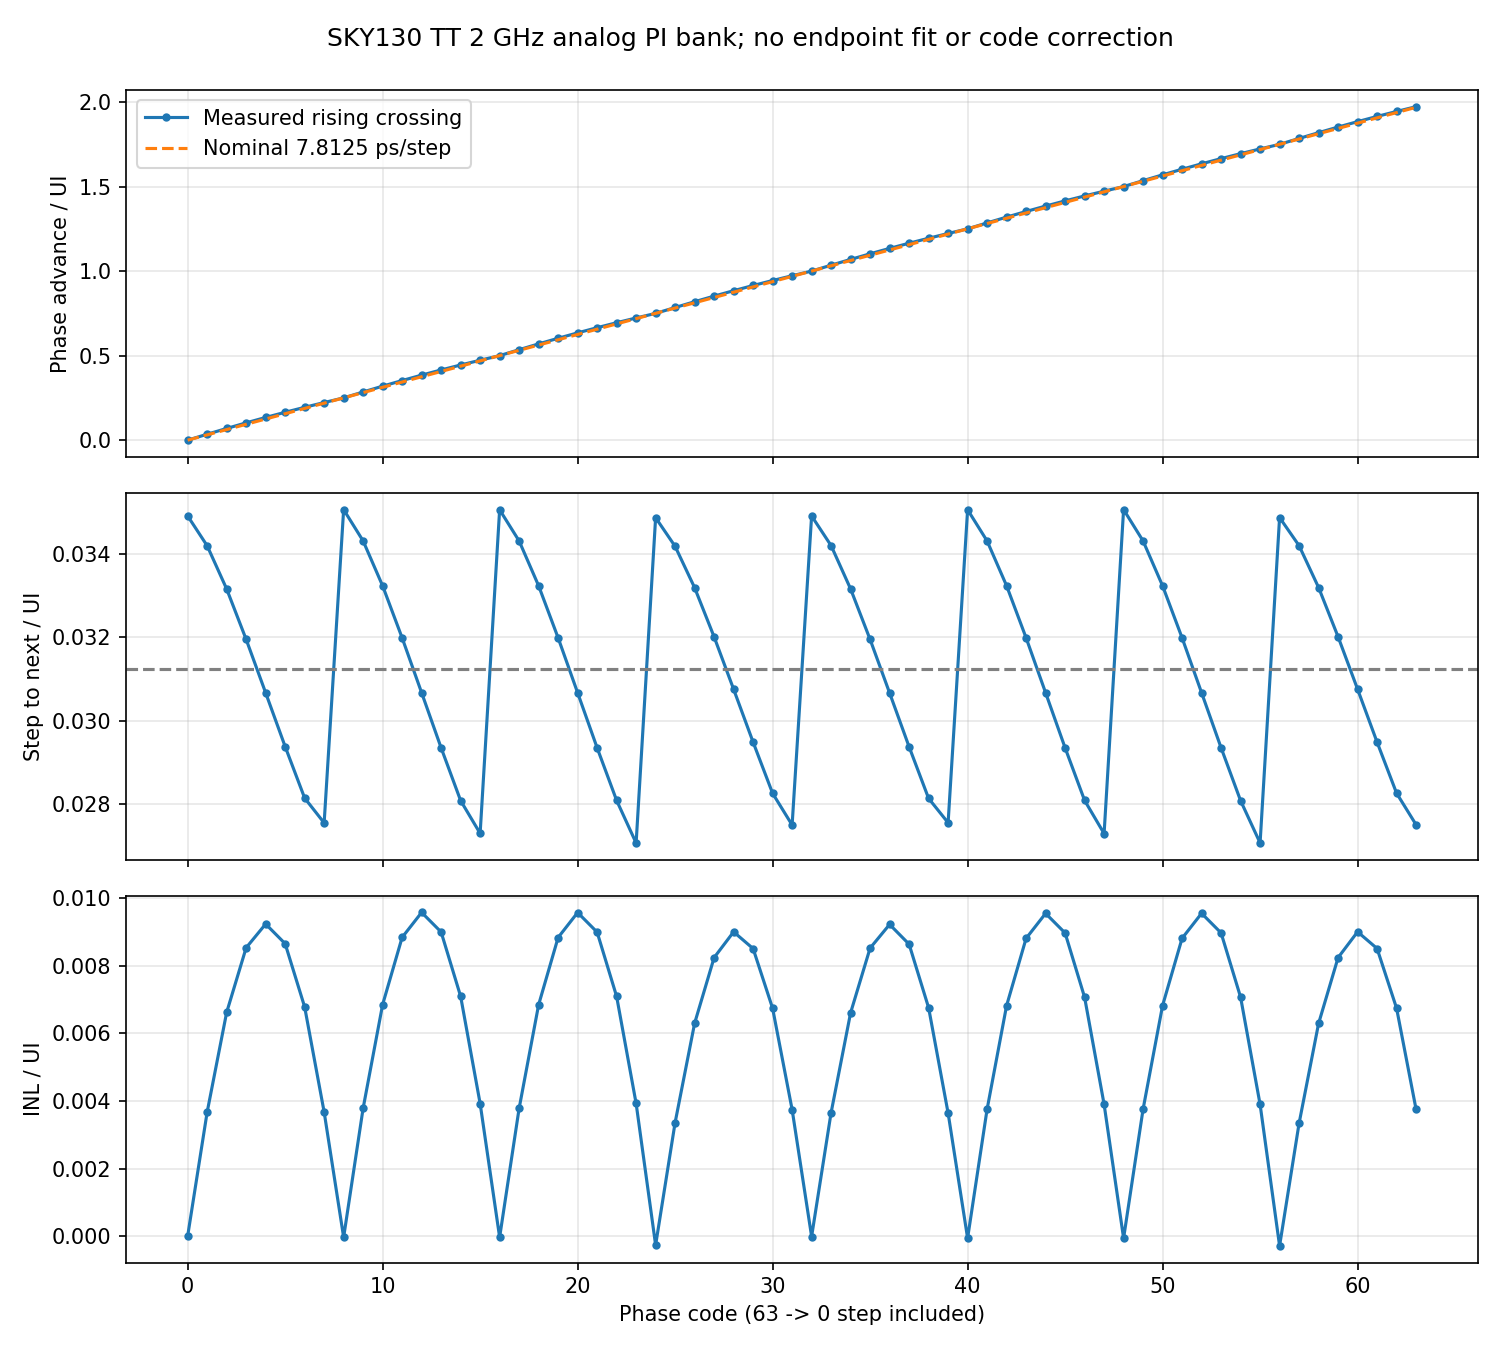 SKY130 TT 2 GHz analog PI bank; no endpoint fit or code correction
Measured rising crossing
Nominal 7.8125 ps/step
Phase advance / UI
2.0
1.5
1.0
0.5
0.0
Step to next / UI
0.034
0.032
0.030
0.028
INL / UI
0.010
0.008
0.006
0.004
0.002
0.000
0 10 20 30 40 50 60
Phase code (63 -> 0 step included)